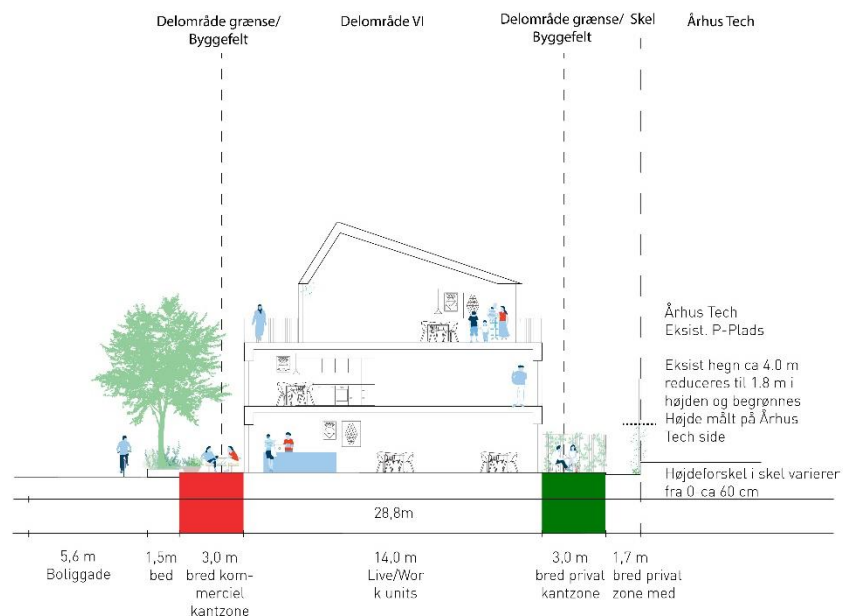 Delområde grænse/
Byggefelt
Delområde VI
Delområde grænse/
Byggefelt
Skel
Århus Tech
Århus Tech
Eksist. P-Plads
Eksist hegn ca 4.0 m
reduceres til 1.8 m i
højden og begrønnes
Højde målt på Århus
Tech side
Højdeforskel i skel varierer
fra 0-ca 60 cm
28,8m
5,6 m
Boliggade
1,5m
bed
3,0 m
bred kom-
merciel
kantzone
14.0 m
Live/Wor
k units
3,0 m
bred privat
kantzone
1,7 m
bred privat
zone med